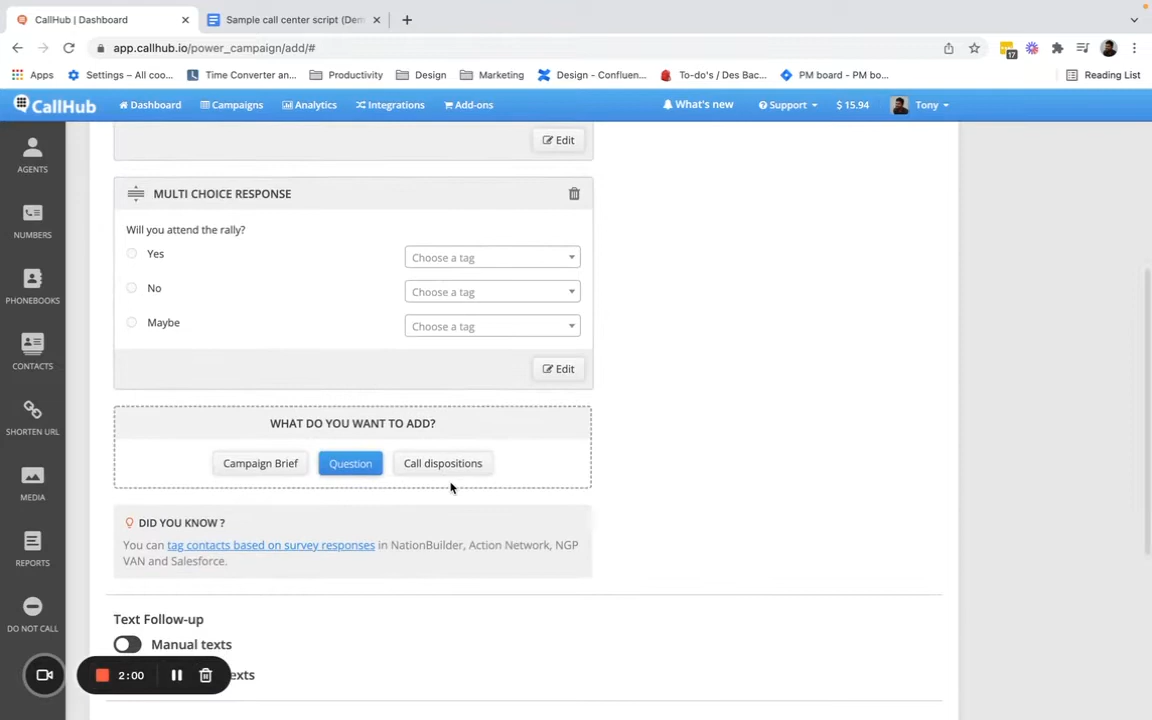 CallHub | Dashboard
Sample call center script (Den
app.callhub.io/power_campaign/add/#
17
Apps
Settings – All coo...
Time Converter an...
Productivity
Design
Marketing
Design - Confluen...
To-do's / Des Bac...
PM board - PM bo...
Reading List
CallHub
Dashboard
Campaigns
Analytics
Integrations
Add-ons
What's new
Support
$ 15.94
Tony
AGENTS
NUMBERS
PHONEBOOKS
CONTACTS
SHORTEN URL
MEDIA
REPORTS
DO NOT CALL
Edit
MULTI CHOICE RESPONSE
Will you attend the rally?
Yes
Choose a tag
No
Choose a tag
Maybe
Choose a tag
Edit
WHAT DO YOU WANT TO ADD?
Campaign Brief
Question
Call dispositions
DID YOU KNOW ?
You can tag contacts based on survey responses in NationBuilder, Action Network, NGP
VAN and Salesforce.
Text Follow-up
Manual texts
2:00
exts